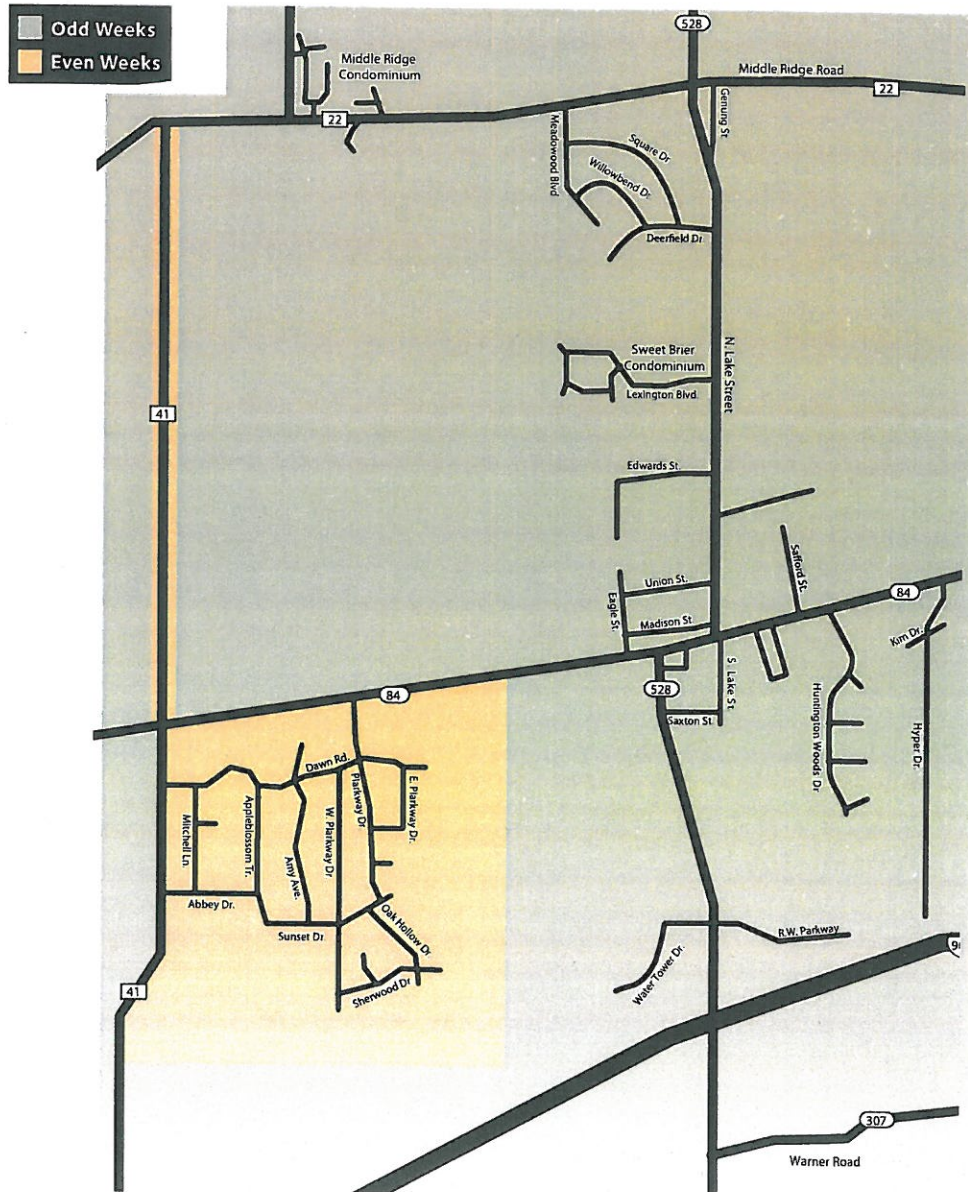 Odd Weeks
Even Weeks
528
Middle Ridge
Condominium
Middle Ridge Road
22
22
Genung St.
Meadowood Blvd
Square Dr
Willowbend Dr.
Deerfield Dr
N. Lake Street
Sweet Brier
Condominium
Lexington Blvd.
41
Edwards St.
Safford St.
Union St.
Eagle St.
Madison St.
84
Kim Dr.
84
528
S. Lake St.
Saxton St.
Huntington Woods Dr
Hyper Dr.
Dawn Rd.
Mitchell Ln.
Appleblossom Tr.
Amy Ave.
W. Plarkway Dr
Plarkway Dr.
E. Plarkway Dr.
Abbey Dr.
Sunset Dr.
Oak Hollow Dr
Sherwood Dr
R.W. Parkway
Water Tower Dr.
41
307
Warner Road